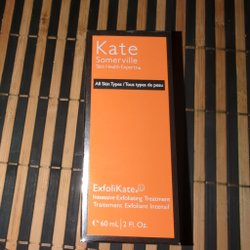 Kate
Somerville
Skin Health Experts
All Skin Types / Tous types de peau
ExfoliKate
Intensive Exfoliating Treatment
Traitement Exfoliant Intensif
e 60 mL | 2 Fl. Oz.